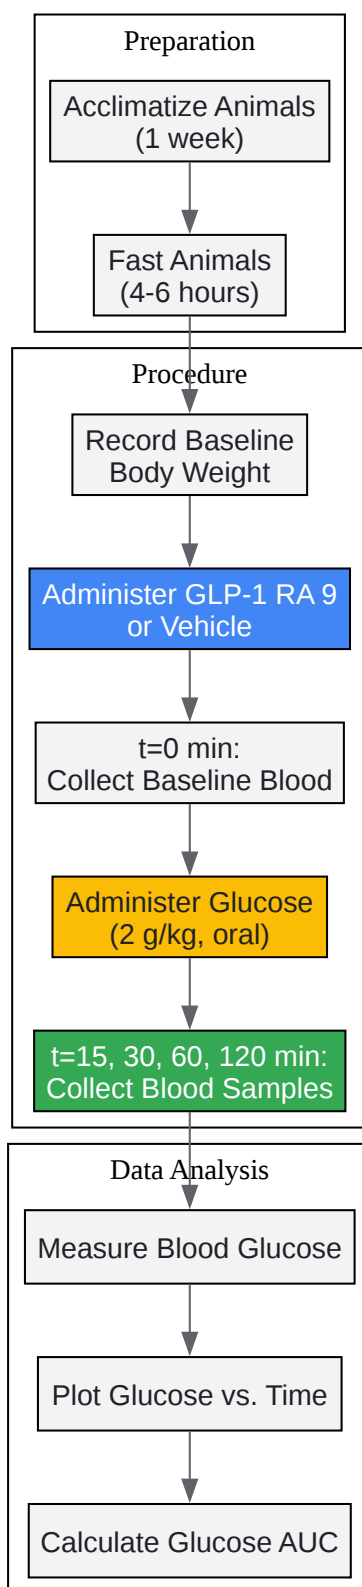 Preparation
Acclimatize Animals
(1 week)
Fast Animals
(4-6 hours)
Procedure
Record Baseline
Body Weight
Administer GLP-1 RA 9
or Vehicle
t=0 min:
Collect Baseline Blood
Administer Glucose
(2 g/kg, oral)
t=15, 30, 60, 120 min:
Collect Blood Samples
Data Analysis
Measure Blood Glucose
Plot Glucose vs. Time
Calculate Glucose AUC